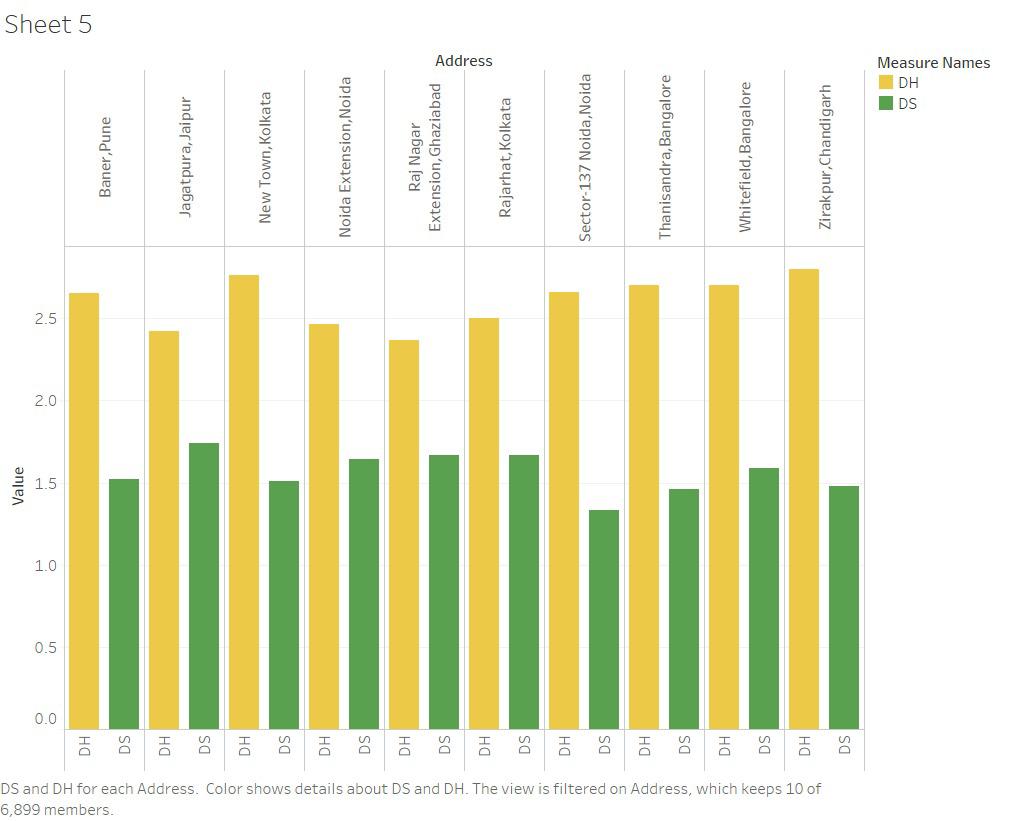 Sheet 5
Address
Measure Names
DH
DS
Baner,Pune
Jagatpura,Jaipur
New Town,Kolkata
Noida Extension,Noida
Raj Nagar
Extension,Ghaziabad
Rajarhat,Kolkata
Sector-137 Noida,Noida
Thanisandra,Bangalore
Whitefield,Bangalore
Zirakpur,Chandigarh
Value
2.5
2.0
1.5
1.0
0.5
0.0
DH DS DH DS DH DS DH DS DH DS DH DS DH DS DH DS DH DS DH DS
DS and DH for each Address. Color shows details about DS and DH. The view is filtered on Address, which keeps 10 of
6,899 members.